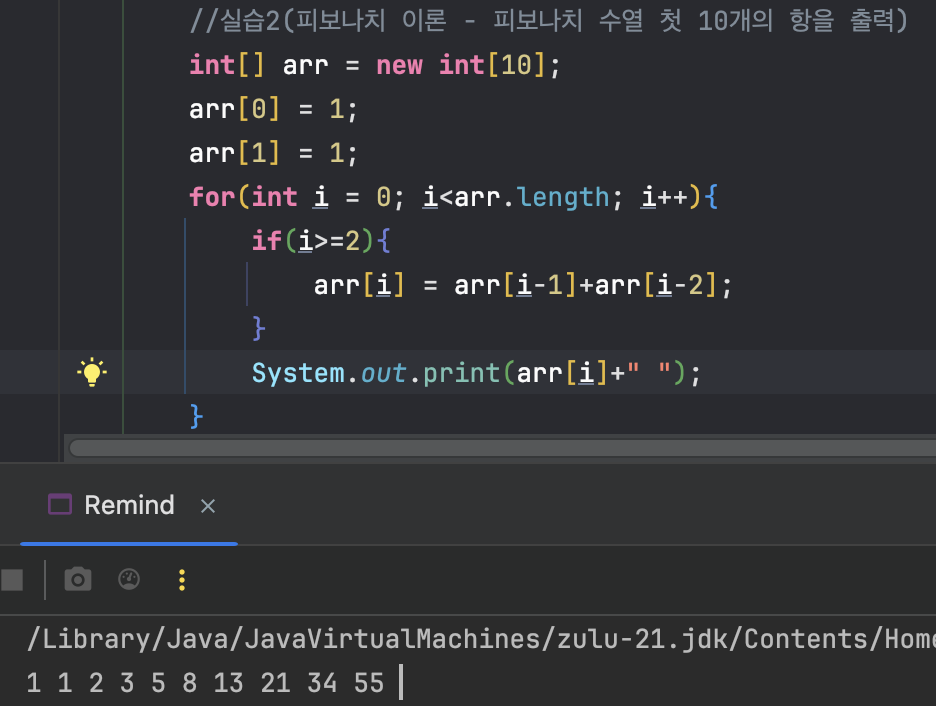 //실습2(피보나치 이론 - 피보나치 수열 첫 10개의 항을 출력)
int[] arr = new int[10];
arr[0] = 1;
arr[1] = 1;
for(int i = 0; i<arr.length; i++){
if(i>=2){
arr[i] = arr[i-1]+arr[i-2];
}
System.out.print(arr[i]+" ");
}
Remind ×
/Library/Java/JavaVirtualMachines/zulu-21.jdk/Contents/Home
1 1 2 3 5 8 13 21 34 55